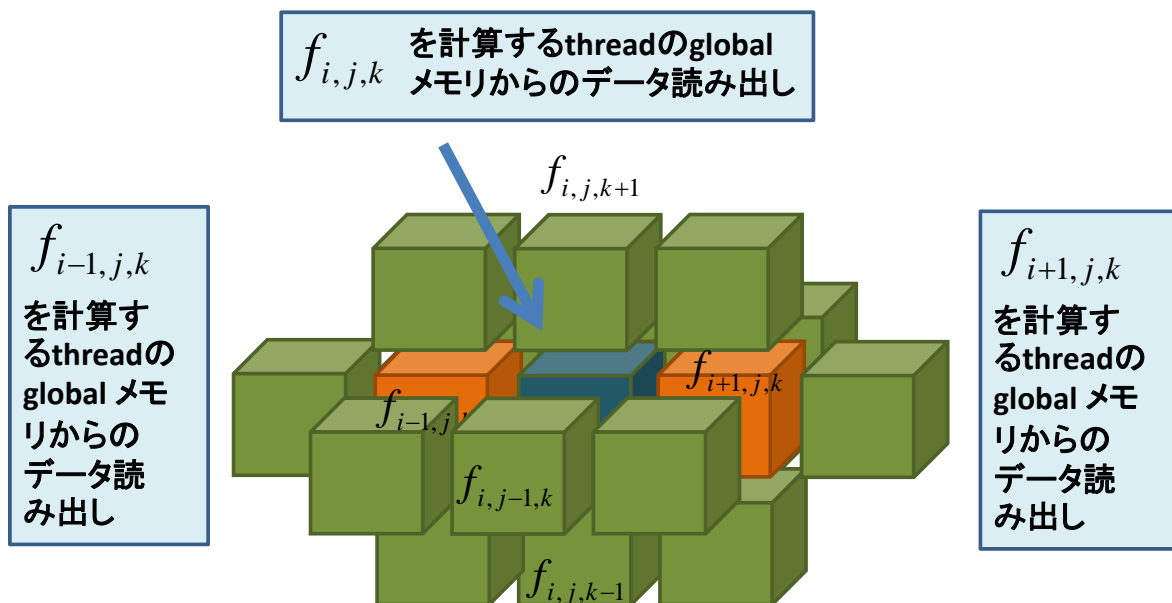 f_{i,j,k} を計算するthreadのglobal
メモリからのデータ読み出し
f_{i,j,k+1}
f_{i-1,j,k}
を計算す
るthreadの
global メモ
リからの
データ読
み出し
f_{i+1,j,k}
を計算す
るthreadの
global メモ
リからの
データ読
み出し
f_{i+1,j,k}
f_{i-1,j,
f_{i,j-1,k}
f_{i,j,k-1}